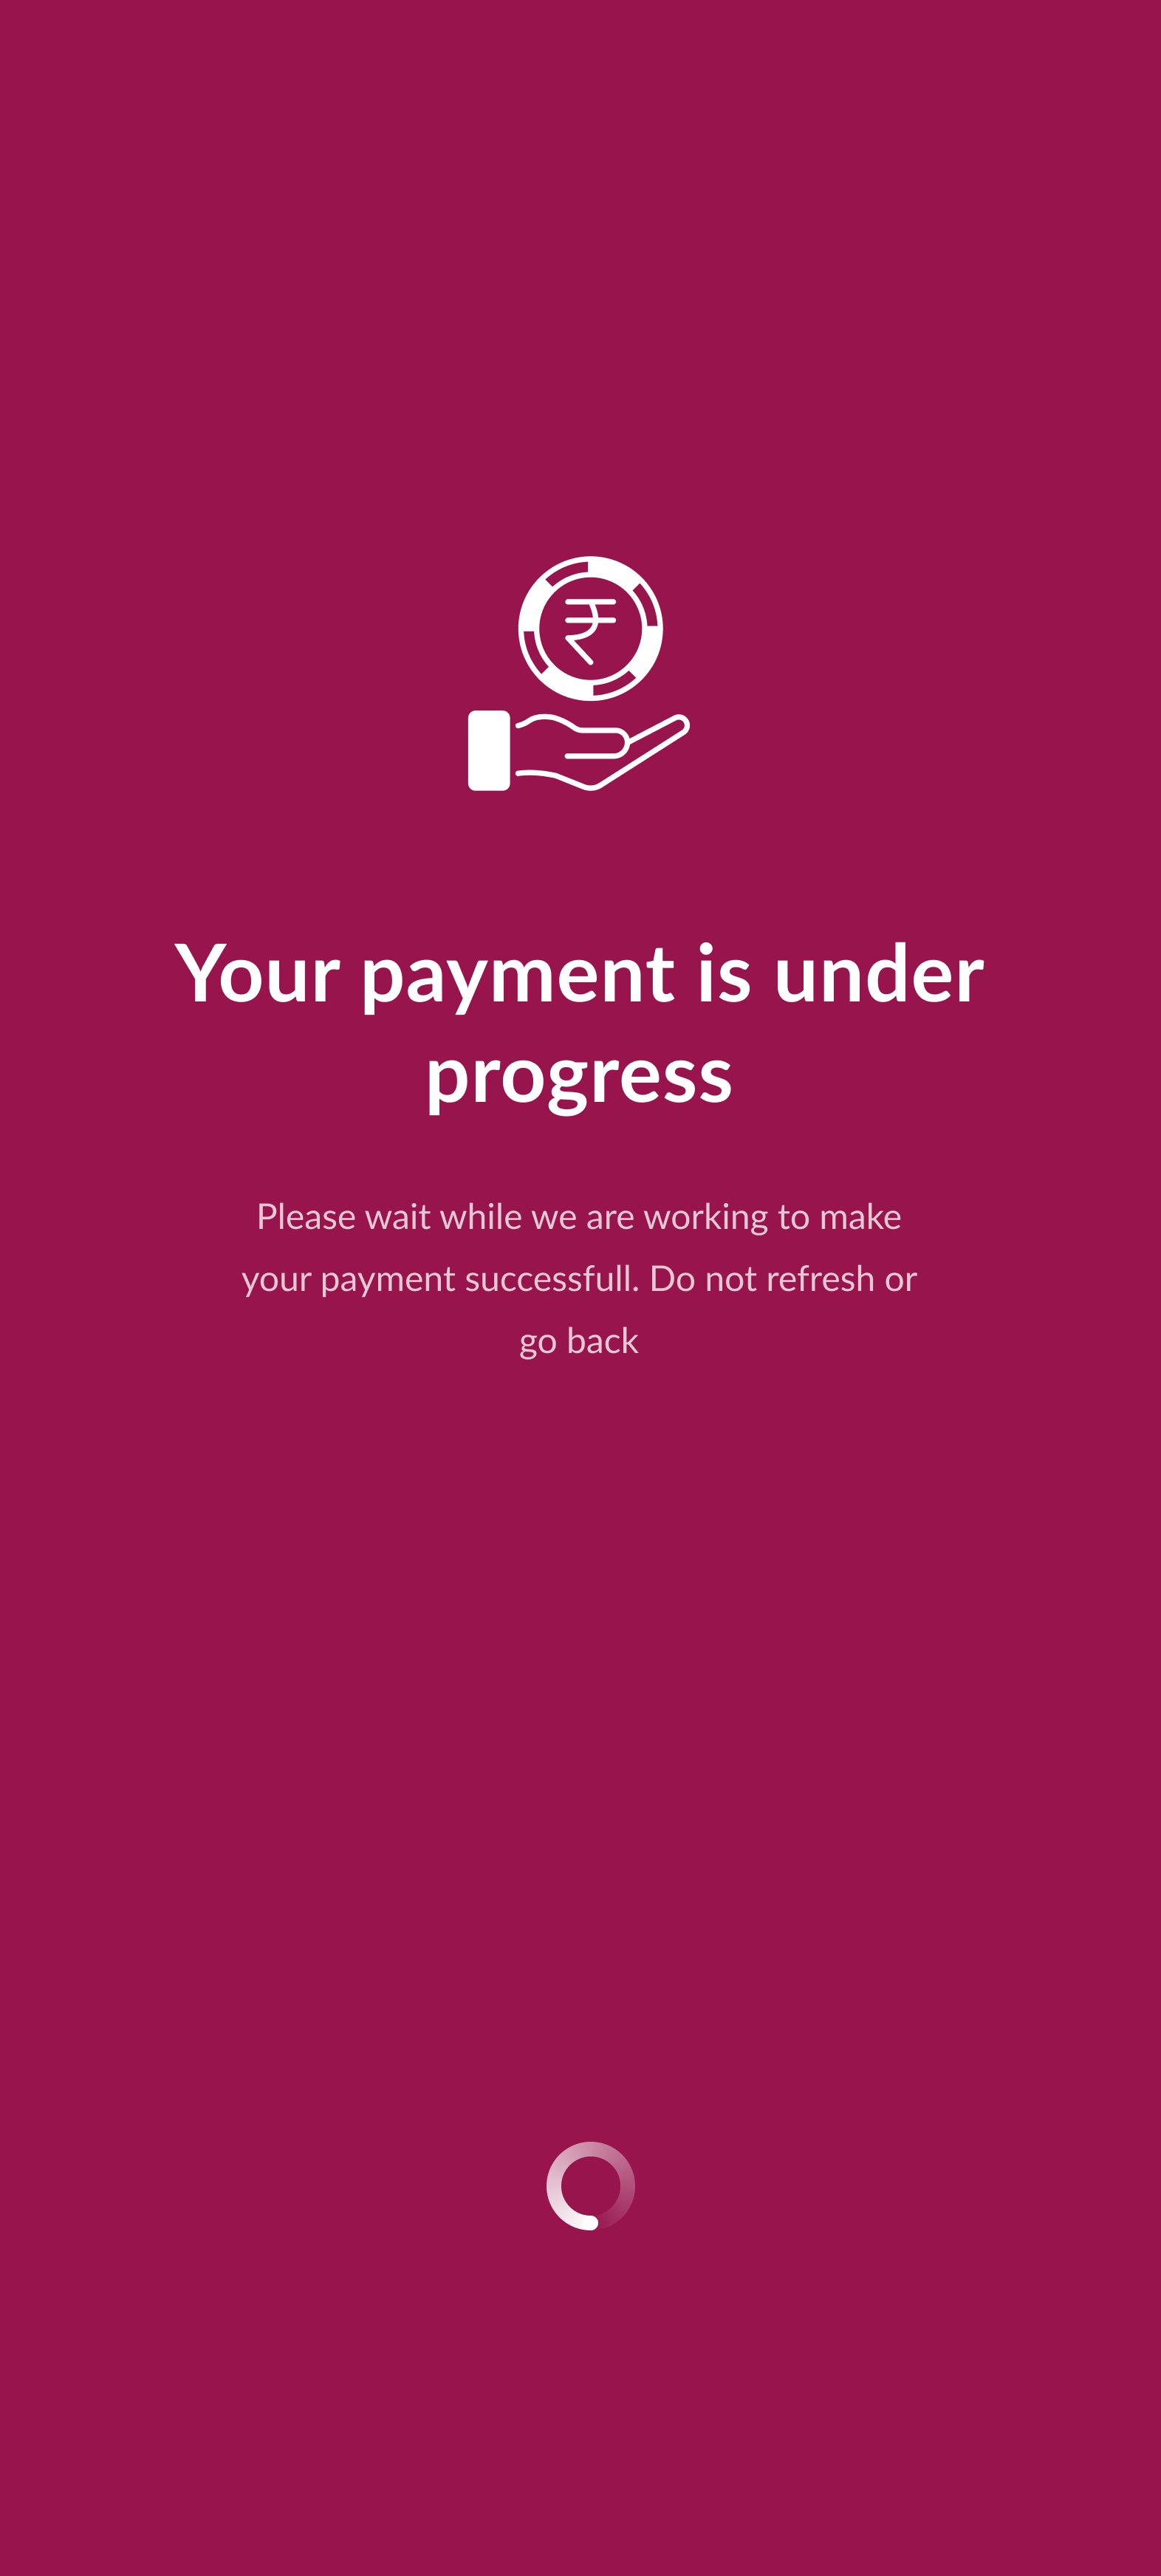 ₹
Your payment is under
progress
Please wait while we are working to make
your payment successfull. Do not refresh or
go back